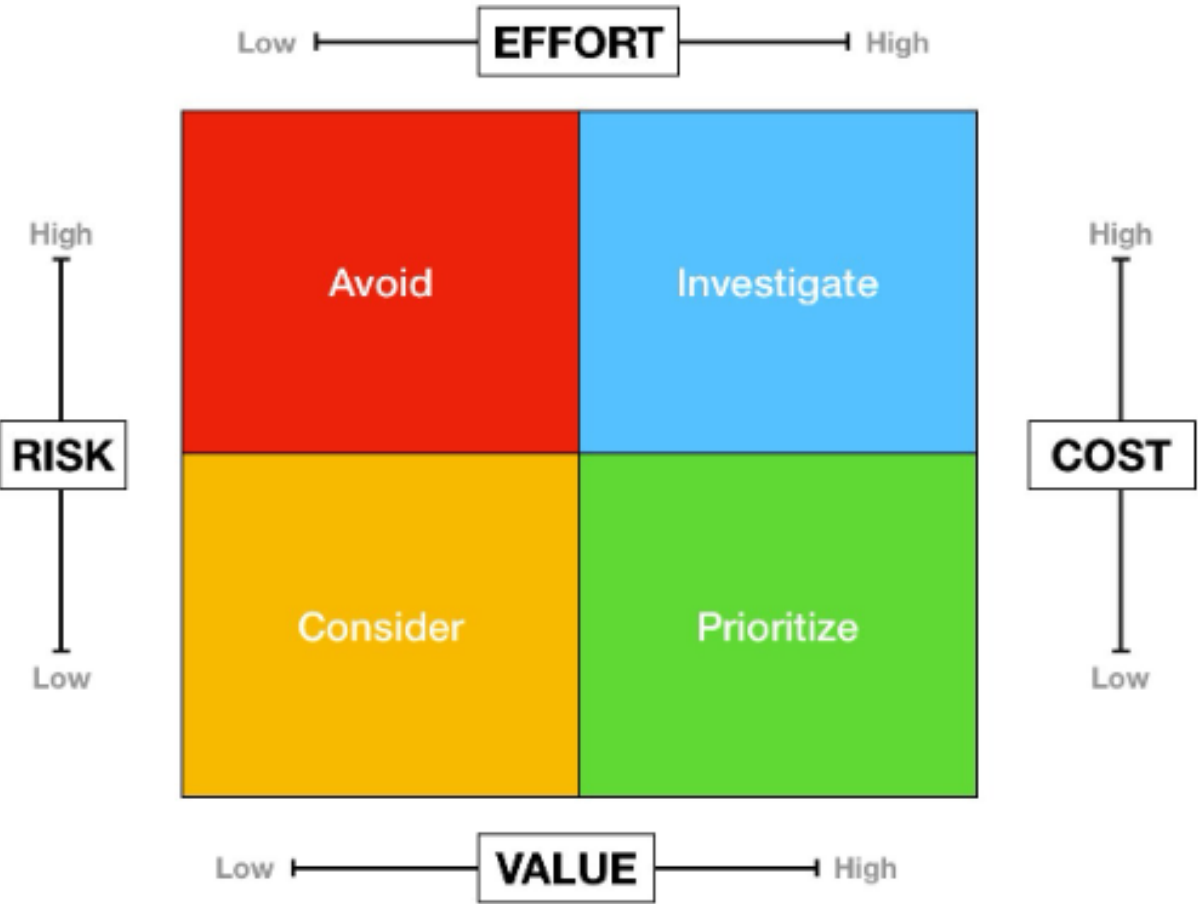 Low EFFORT High
High High
Avoid Investigate
RISK COST
Consider Prioritize
Low Low
Low VALUE High